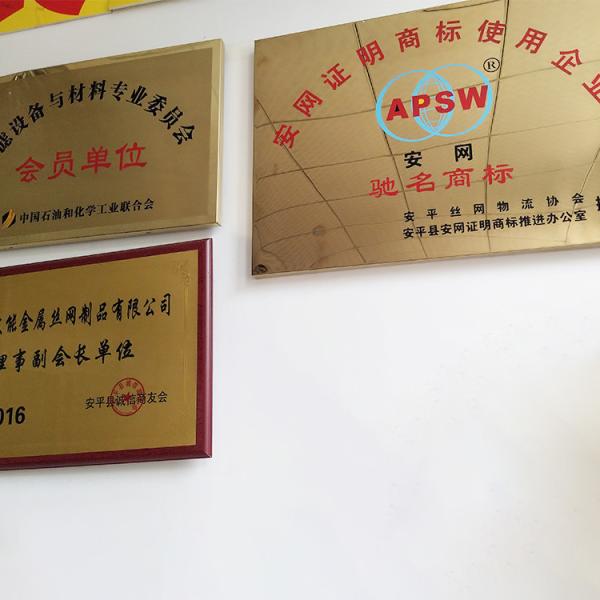 滤设备与材料专业委员会
会员单位
中国石油和化学工业联合会
能金属丝网制品有限公司
理事副会长单位
016
安平县诚信商友会
安网证明商标使用企业
APSW®
安网
驰名商标
安平丝网物流协会
安平县安网证明商标推进办公室